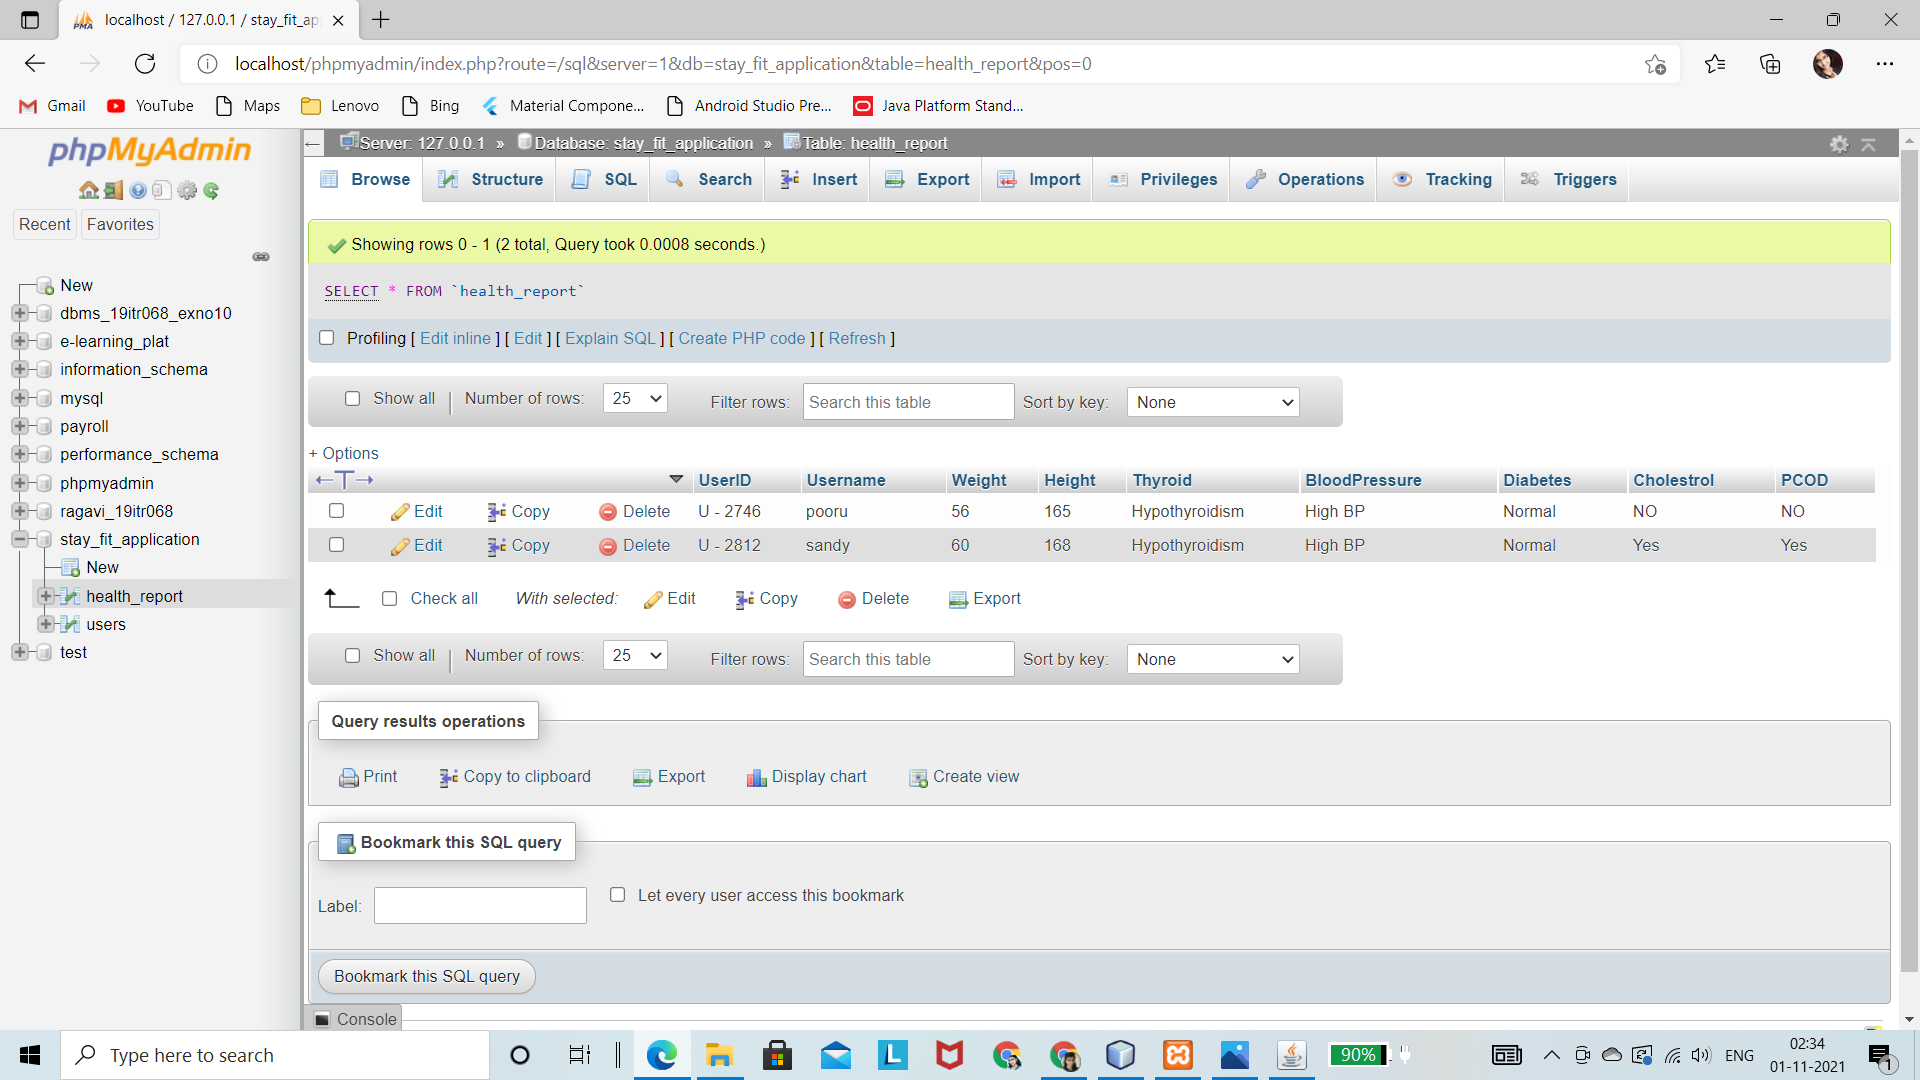 localhost / 127.0.0.1 / stay_fit_ap
localhost/phpmyadmin/index.php?route=/sql&server=1&db=stay_fit_application&table=health_report&pos=0
Gmail YouTube Maps Lenovo Bing Material Compone... Android Studio Pre... Java Platform Stand...
phpMyAdmin
Recent Favorites
New
dbms_19itr068_exno10
e-learning_plat
information_schema
mysql
payroll
performance_schema
phpmyadmin
ragavi_19itr068
stay_fit_application
New
health_report
users
test
Server: 127.0.0.1 » Database: stay_fit_application » Table: health_report
Browse Structure SQL Search Insert Export Import Privileges Operations Tracking Triggers
Showing rows 0 - 1 (2 total, Query took 0.0008 seconds.)
SELECT * FROM `health_report`
Profiling [ Edit inline ] [ Edit ] [ Explain SQL ] [ Create PHP code ] [ Refresh ]
Show all | Number of rows: 25 Filter rows: Search this table Sort by key: None
+ Options
←T→ UserID Username Weight Height Thyroid BloodPressure Diabetes Cholestrol PCOD
Edit Copy Delete U - 2746 pooru 56 165 Hypothyroidism High BP Normal NO NO
Edit Copy Delete U - 2812 sandy 60 168 Hypothyroidism High BP Normal Yes Yes
Check all With selected: Edit Copy Delete Export
Show all | Number of rows: 25 Filter rows: Search this table Sort by key: None
Query results operations
Print Copy to clipboard Export Display chart Create view
Bookmark this SQL query
Label: Let every user access this bookmark
Bookmark this SQL query
Console
Type here to search
90%
ENG
02:34
01-11-2021
1